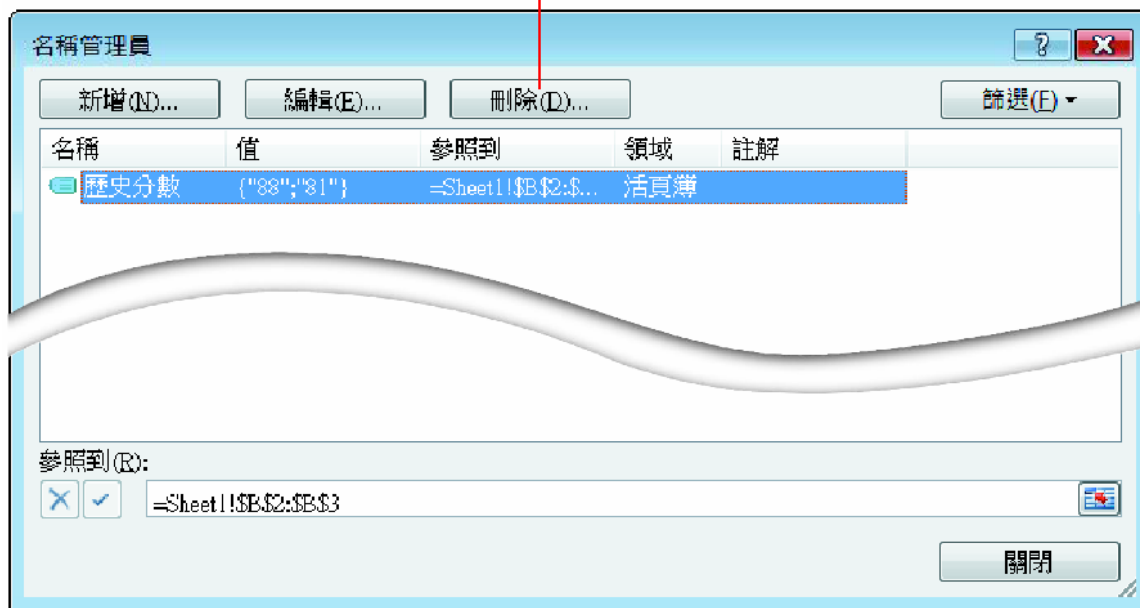 名稱管理員
新增(N)... 編輯(E)... 刪除(D)... 篩選(F)
名稱 值 參照到 領域 註解
歷史分數 {"88";"81"} =Sheet1!$B$2:$... 活頁簿
參照到(R):
=Sheet1!$B$2:$B$3
關閉